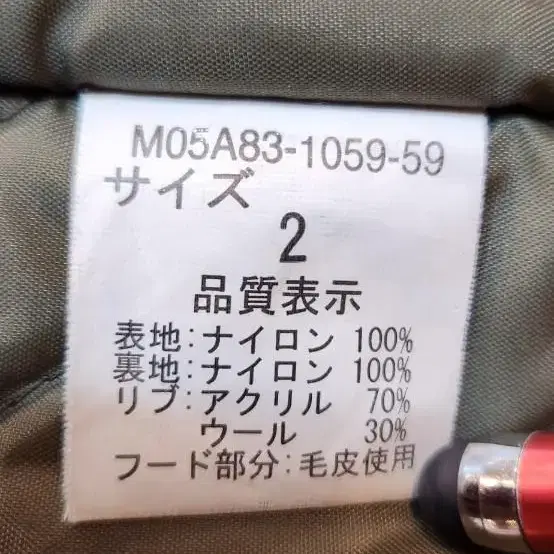 M05A83-1059-59
サイズ
2
品質表示
表地:ナイロン 100%
裏地:ナイロン 100%
リブ:アクリル 70%
ウール 30%
フード部分:毛皮使用